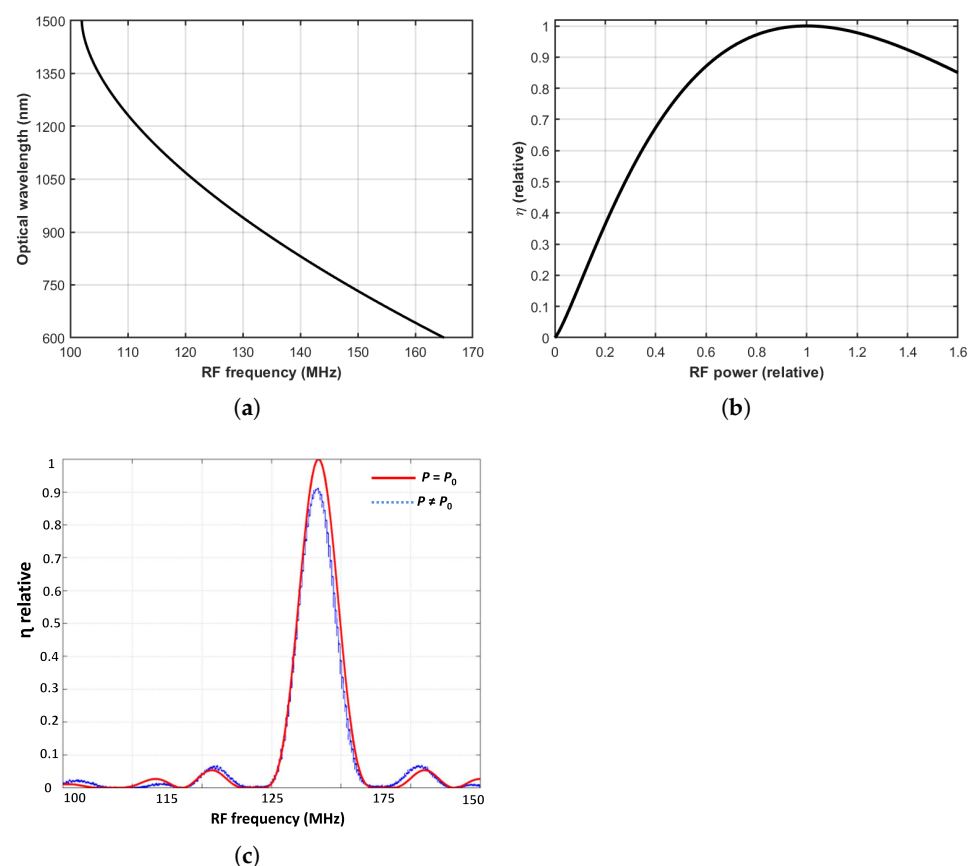 1500
1350
1200
1050
900
750
600
Optical wavelength (nm)
100 110 120 130 140 150 160 170
RF frequency (MHz)
(a)
1
0.9
0.8
0.7
0.6
0.5
0.4
0.3
0.2
0.1
0
η (relative)
0 0.2 0.4 0.6 0.8 1 1.2 1.4 1.6
RF power (relative)
(b)
1
0.9
0.8
0.7
0.6
0.5
0.4
0.3
0.2
0.1
0
η relative
P = P0
P ≠ P0
100 115 125 175 150
RF frequency (MHz)
(c)